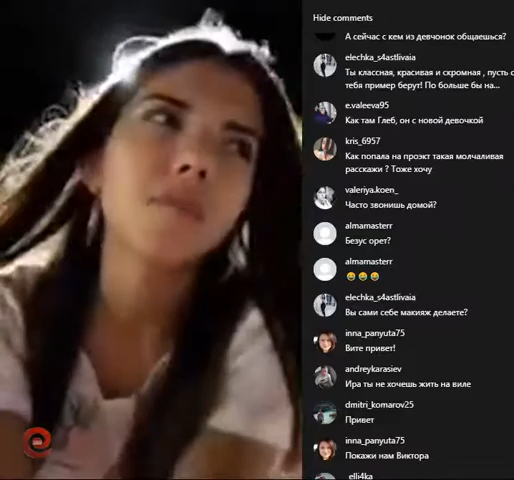 Hide comments
А сейчас с кем из девчонок общаешься?
elechka_s4astlivaia
Ты классная, красивая и скромная , пусть с
тебя пример берут! По больше бы на...
e.valeeva95
Как там Глеб, он с новой девочкой
kris_6957
Как попала на проэкт такая молчаливая
расскажи ? Тоже хочу
valeriya.koen_
Часто звонишь домой?
almamasterr
Безус орет?
almamasterr
😂😂😂
elechka_s4astlivaia
Вы сами себе макияж делаете?
inna_panyuta75
Вите привет!
andreykarasiev
Ира ты не хочешь жить на виле
dmitri_komarov25
Привет
inna_panyuta75
Покажи нам Виктора
_elli4ka